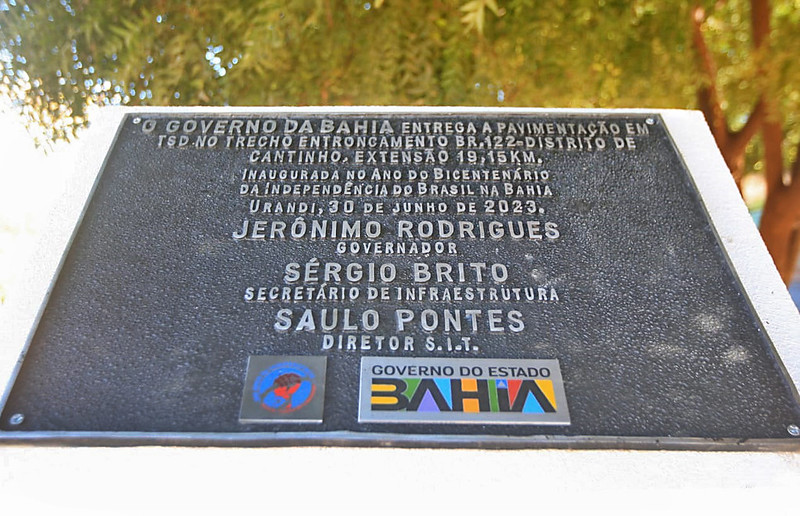 O GOVERNO DA BAHIA ENTREGA A PAVIMENTAÇÃO EM
TSD NO TRECHO ENTRONCAMENTO BR.122-DISTRITO DE
CANTINHO. EXTENSÃO 19,15KM.
INAUGURADA NO ANO DO BICENTENÁRIO
DA INDEPENDÊNCIA DO BRASIL NA BAHIA
URANDI, 30 DE JUNHO DE 2023.
JERÔNIMO RODRIGUES
GOVERNADOR
SÉRGIO BRITO
SECRETÁRIO DE INFRAESTRUTURA
SAULO PONTES
DIRETOR S.I.T.
GOVERNO DO ESTADO
BAHIA